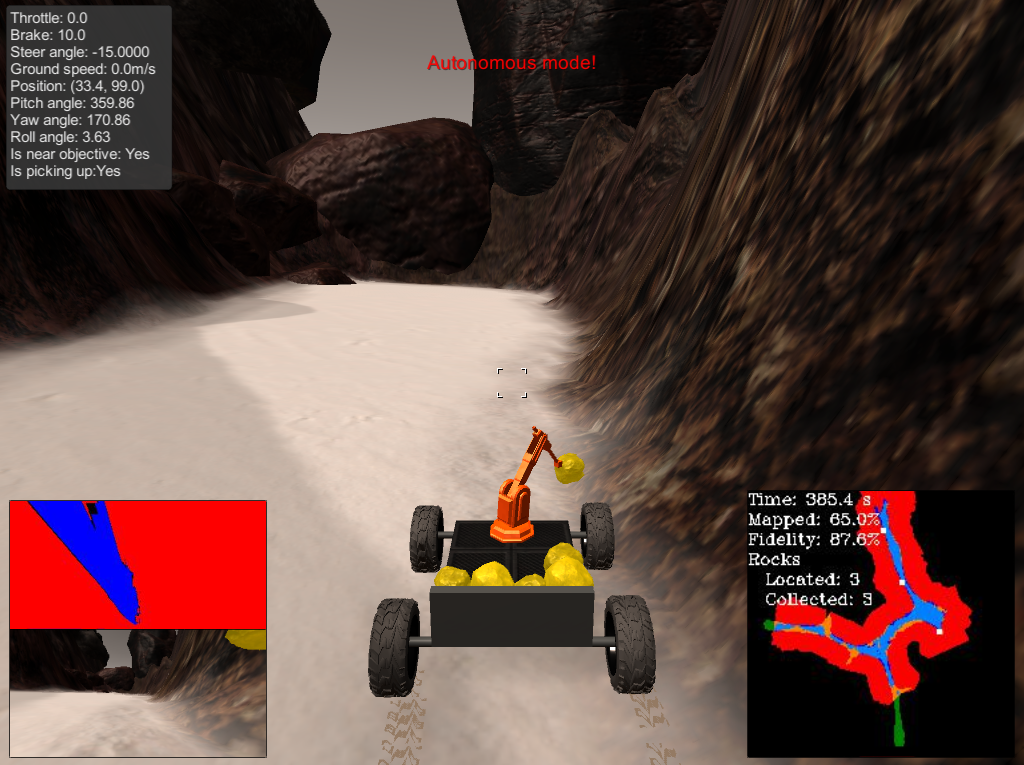 Throttle: 0.0
Brake: 10.0
Steer angle: -15.0000
Ground speed: 0.0m/s
Position: (33.4, 99.0)
Pitch angle: 359.86
Yaw angle: 170.86
Roll angle: 3.63
Is near objective: Yes
Is picking up:Yes
Autonomous mode!
Time: 385.4 s
Mapped: 65.0%
Fidelity: 87.6%
Rocks
Located: 3
Collected: 3